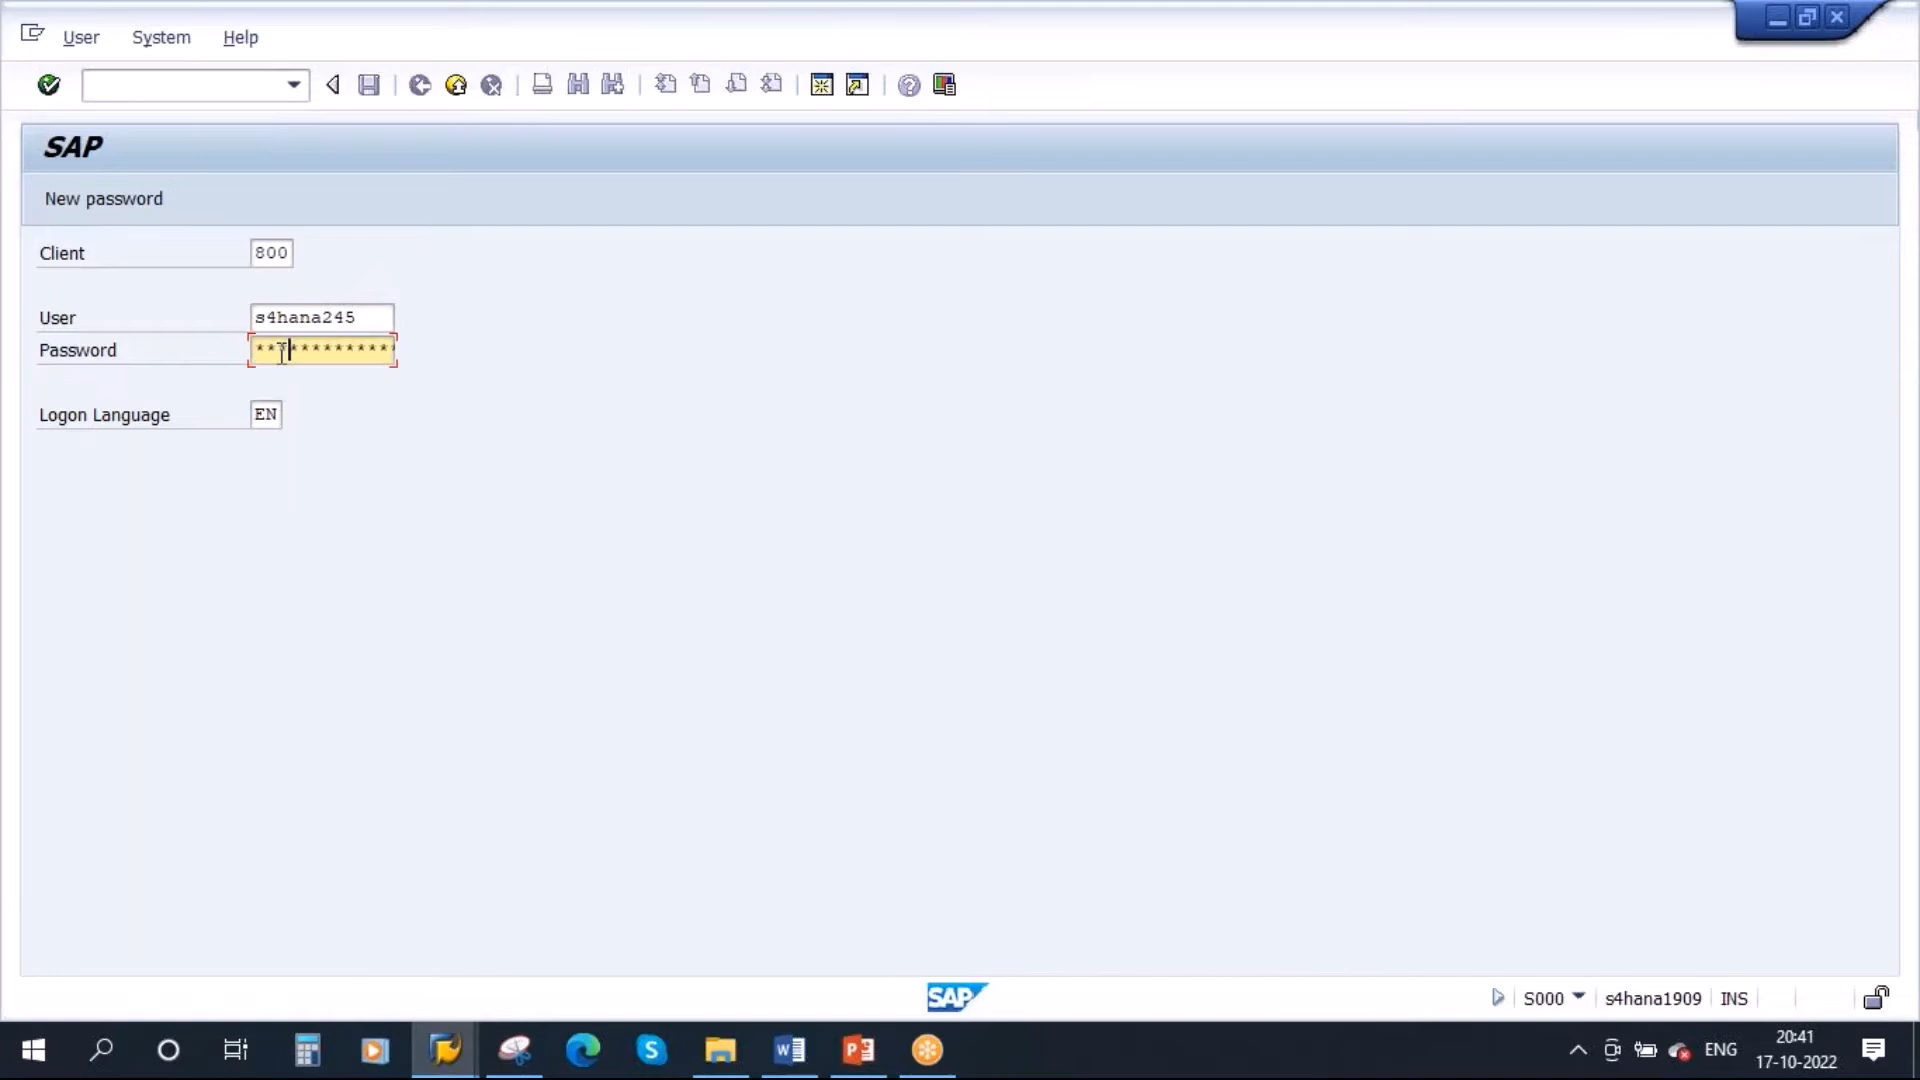 User System Help
SAP
New password
Client 800
User s4hana245
Password **************
Logon Language EN
SAP S000 s4hana1909 INS
20:41
ENG
17-10-2022